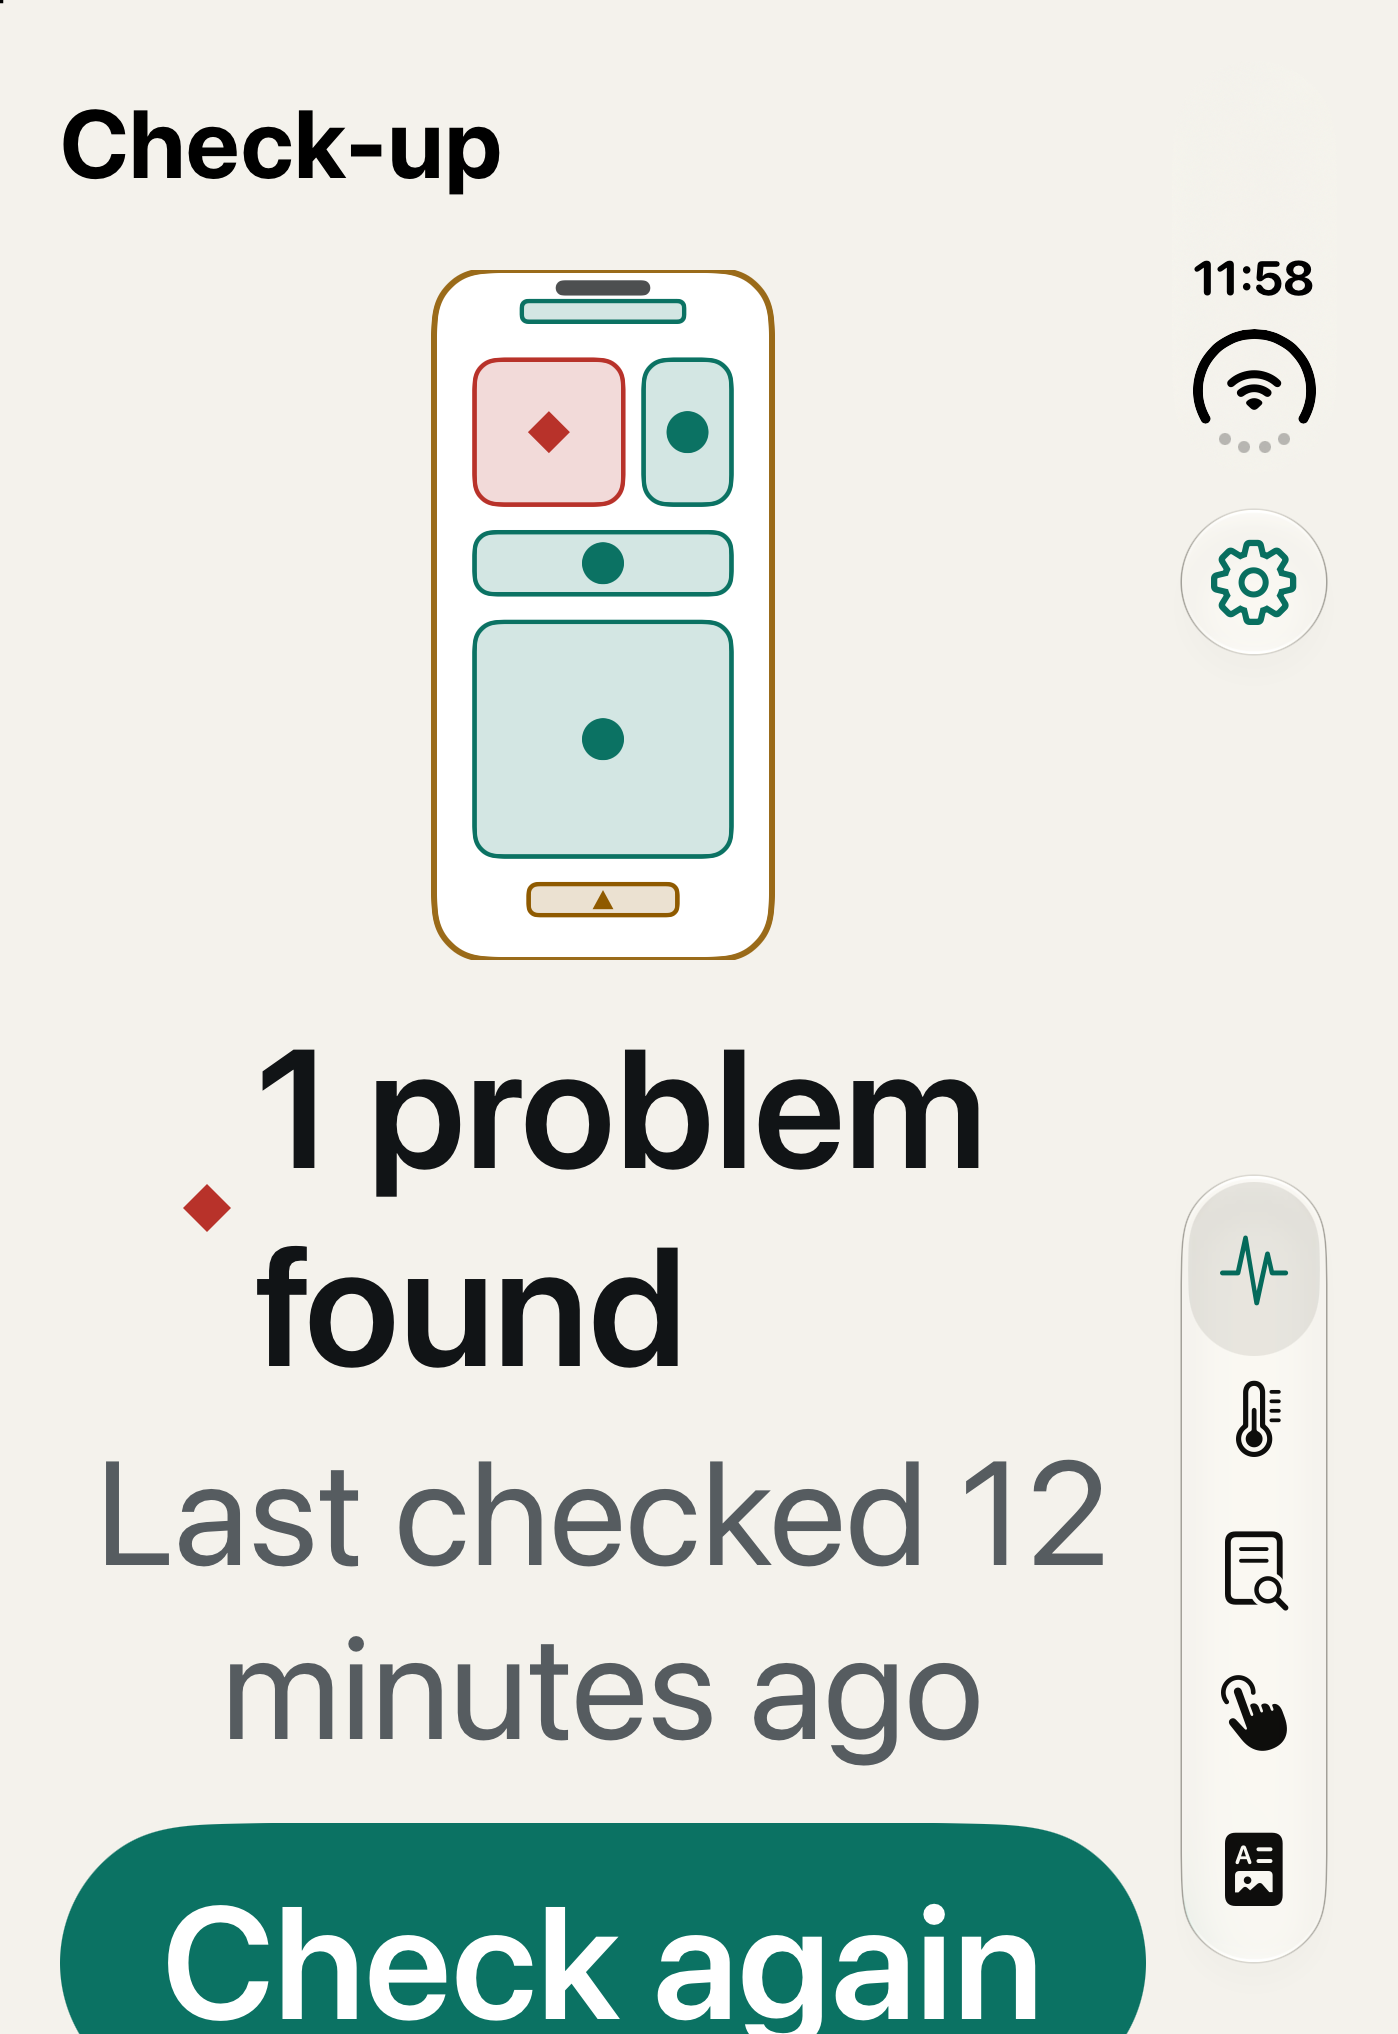 Check-up
11:58
1 problem
found
Last checked 12
minutes ago
Check again
A